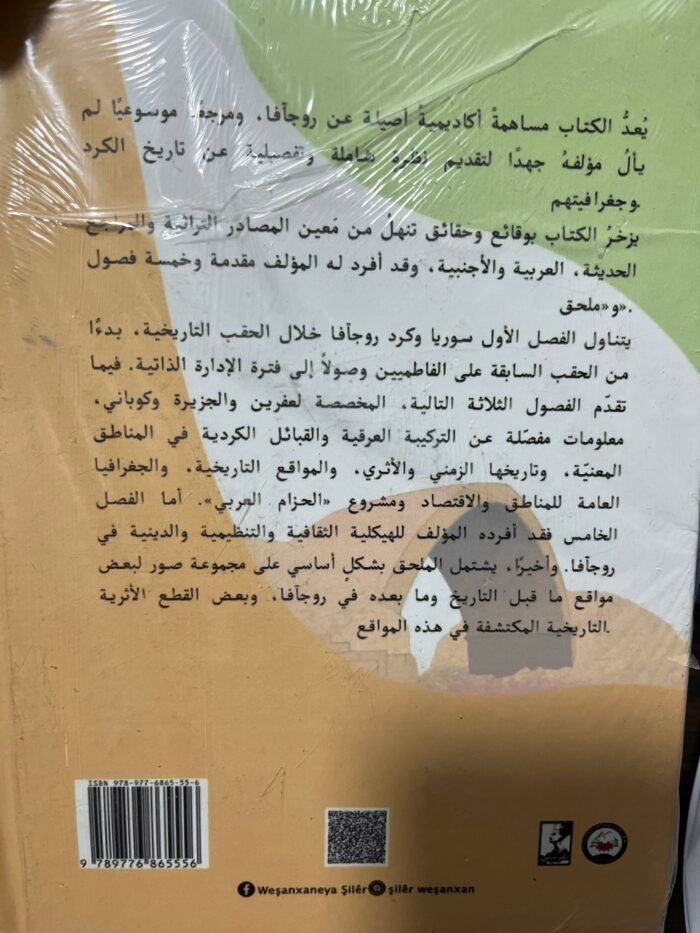 يُعدُّ الكتاب مساهمةً أكاديميةً أصيلة عن روجآفا، ومرجعًا موسوعيًا لم
يألُ مؤلفهُ جهدًا لتقديم نظرة شاملة وتفصيلية عن تاريخ الكرد
وجغرافيتهم.
يزخَرُ الكتاب بوقائع وحقائق تنهلُ من مَعين المصادر التراثية والمراجع
الحديثة، العربية والأجنبية، وقد أفرد له المؤلف مقدمة وخمسة فصول
و«ملحق».
يتناول الفصل الأول سوريا وكرد روجآفا خلال الحقب التاريخية، بدءًا
من الحقب السابقة على الفاطميين وصولاً إلى فترة الإدارة الذاتية. فيما
تقدّم الفصول الثلاثة التالية، المخصصة لعفرين والجزيرة وكوباني،
معلومات مفصّلة عن التركيبة العرقية والقبائل الكردية في المناطق
المعنيّة، وتاريخها الزمني والأثري، والمواقع التاريخية، والجغرافيا
العامة للمناطق والاقتصاد ومشروع «الحزام العربي». أما الفصل
الخامس فقد أفرده المؤلف للهيكلية الثقافية والتنظيمية والدينية في
روجآفا. وأخيرًا، يشتمل الملحق بشكلٍ أساسي على مجموعة صور لبعض
مواقع ما قبل التاريخ وما بعده في روجآفا، وبعض القطع الأثرية
التاريخية المكتشفة في هذه المواقع.
ISBN 978-977-6865-55-6
9 789776 865556
Weşanxaneya Şilêr şilêr weşanxan